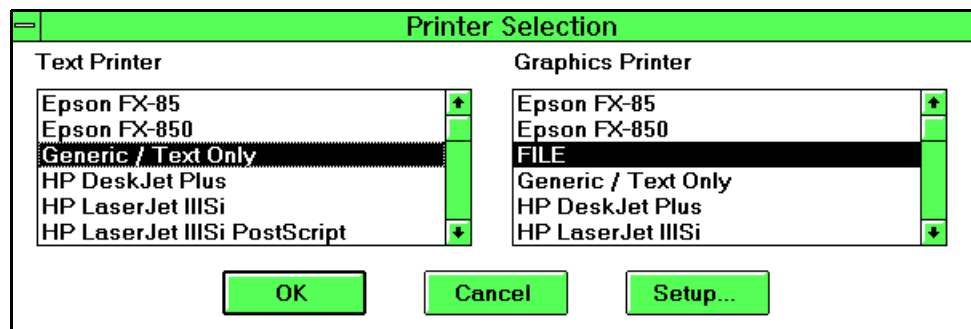 Printer Selection
Text Printer
Epson FX-85
Epson FX-850
Generic / Text Only
HP DeskJet Plus
HP LaserJet IIISi
HP LaserJet IIISi PostScript
Graphics Printer
Epson FX-85
Epson FX-850
FILE
Generic / Text Only
HP DeskJet Plus
HP LaserJet IIISi
OK
Cancel
Setup...